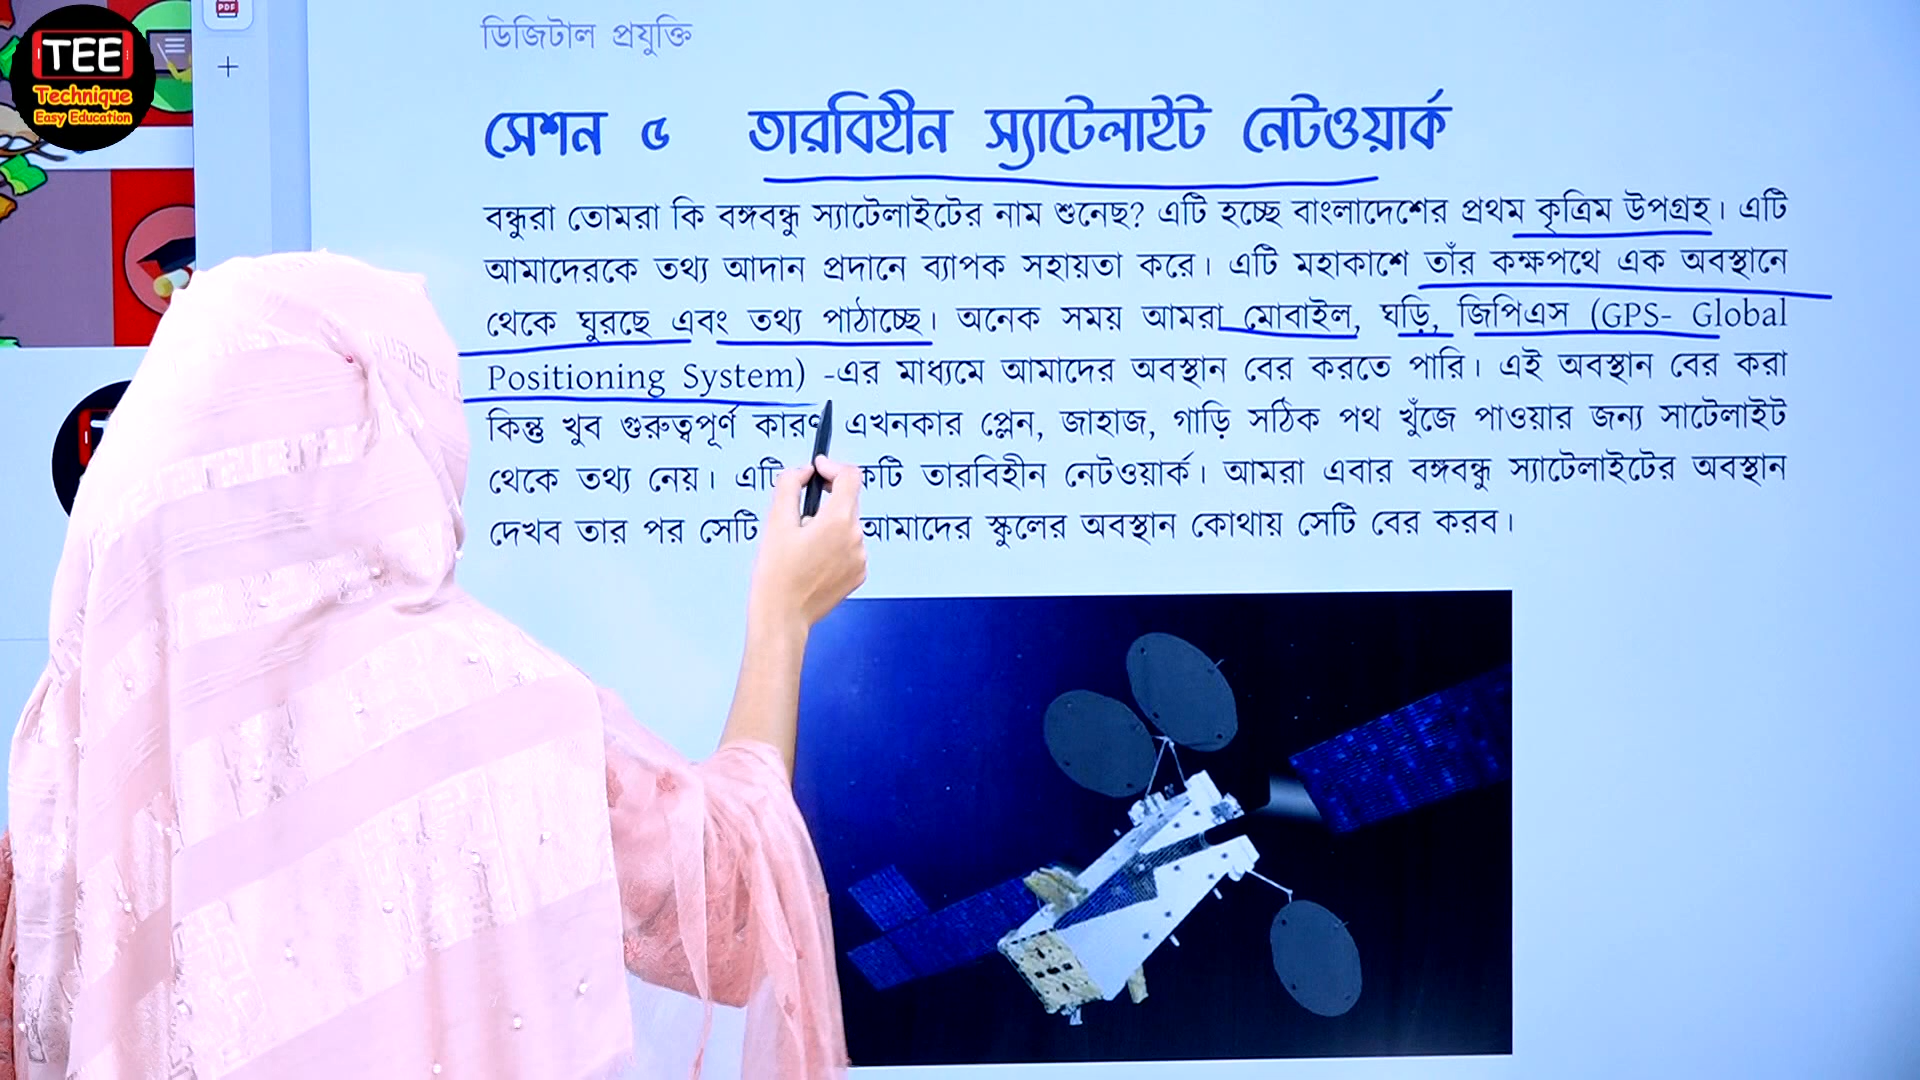 TEE
Technique
Easy Education
PDF
ডিজিটাল প্রযুক্তি
সেশন ৫ তারবিহীন স্যাটেলাইট নেটওয়ার্ক
বন্ধুরা তোমরা কি বঙ্গবন্ধু স্যাটেলাইটের নাম শুনেছ? এটি হচ্ছে বাংলাদেশের প্রথম কৃত্রিম উপগ্রহ। এটি
আমাদেরকে তথ্য আদান প্রদানে ব্যাপক সহায়তা করে। এটি মহাকাশে তাঁর কক্ষপথে এক অবস্থানে
থেকে ঘুরছে এবং তথ্য পাঠাচ্ছে। অনেক সময় আমরা মোবাইল, ঘড়ি, জিপিএস (GPS- Global
Positioning System) -এর মাধ্যমে আমাদের অবস্থান বের করতে পারি। এই অবস্থান বের করা
কিন্তু খুব গুরুত্বপূর্ণ কারণ এখনকার প্লেন, জাহাজ, গাড়ি সঠিক পথ খুঁজে পাওয়ার জন্য সাটেলাইট
থেকে তথ্য নেয়। এটি তারবিহীন নেটওয়ার্ক। আমরা এবার বঙ্গবন্ধু স্যাটেলাইটের অবস্থান
দেখব তার পর সেটি আমাদের স্কুলের অবস্থান কোথায় সেটি বের করব।